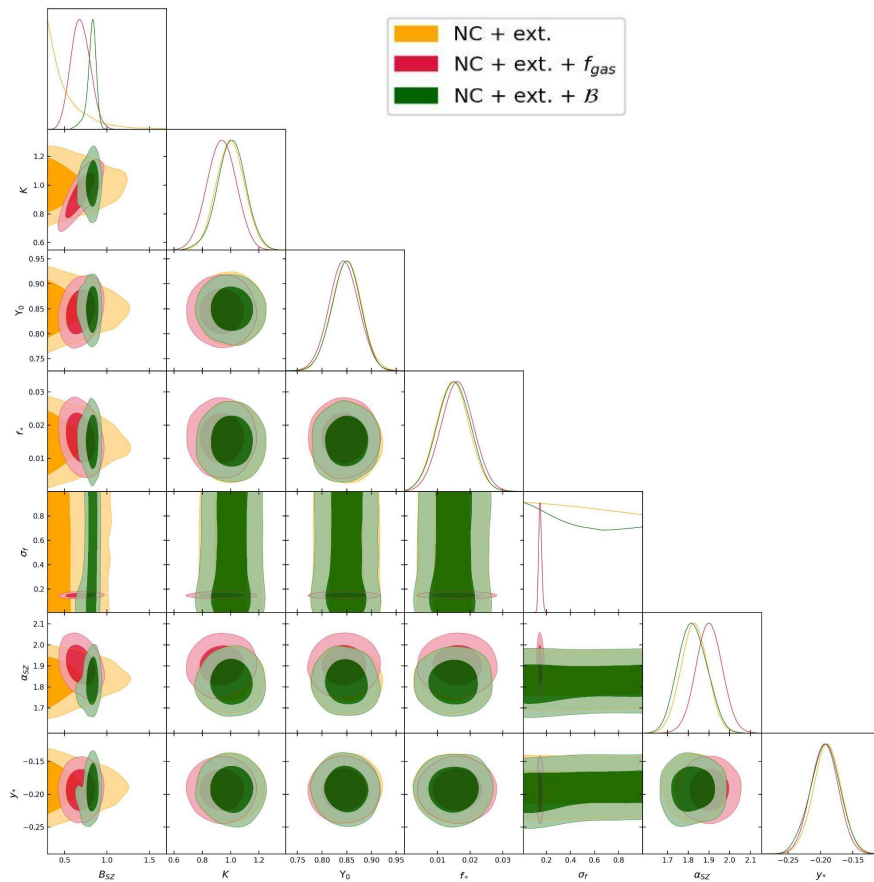 NC + ext.
NC + ext. + f_gas
NC + ext. + ℬ
K
1.2
1.0
0.8
0.6
Y₀
0.95
0.90
0.85
0.80
0.75
f*
0.03
0.02
0.01
σ_f
0.8
0.6
0.4
0.2
α_SZ
2.1
2.0
1.9
1.8
1.7
y*
−0.15
−0.20
−0.25
0.5 1.0 1.5 0.6 0.8 1.0 1.2 0.75 0.80 0.85 0.90 0.95 0.01 0.02 0.03 0.2 0.4 0.6 0.8 1.7 1.8 1.9 2.0 2.1 −0.25 −0.20 −0.15
B_SZ K Y₀ f* σ_f α_SZ y*